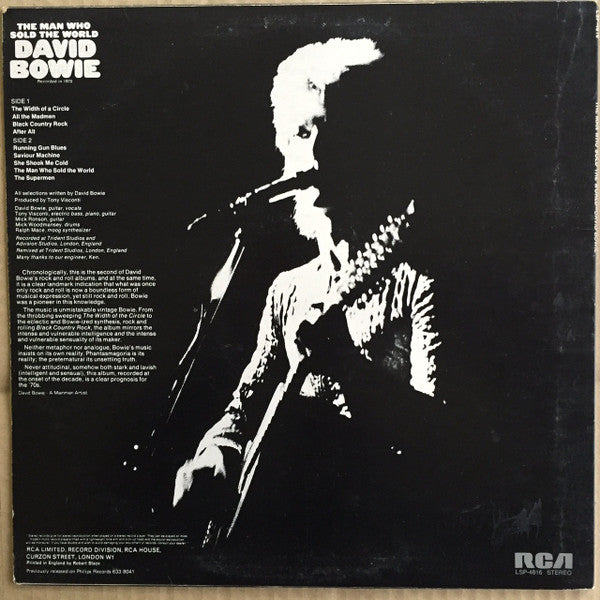 THE MAN WHO
SOLD THE WORLD
DAVID
BOWIE
Recorded in 1970
SIDE 1
The Width of a Circle
All the Madmen
Black Country Rock
After All
SIDE 2
Running Gun Blues
Saviour Machine
She Shook Me Cold
The Man Who Sold the World
The Supermen
All selections written by David Bowie
Produced by Tony Visconti
David Bowie, guitar, vocals
Tony Visconti, electric bass, piano, guitar
Mick Ronson, guitar
Mick Woodmansey, drums
Ralph Mace, moog synthesizer
Recorded at Trident Studios and
Advision Studios, London, England
Remixed at Trident Studios, London, England
Many thanks to our engineer, Ken.
Chronologically, this is the second of David
Bowie's rock and roll albums, and at the same time,
it is a clear landmark indication that what was once
only rock and roll is now a boundless form of
musical expression, yet still rock and roll. Bowie
was a pioneer in this knowledge.
The music is unmistakable vintage Bowie. From
the throbbing sweeping The Width of the Circle to
the eclectic and Bowie-ized synthesis, rock and
rolling Black Country Rock, the album mirrors the
intense and vulnerable intelligence and the intense
and vulnerable sensuality of its maker.
Neither metaphor nor analogue, Bowie's music
insists on its own reality. Phantasmagoria is its
reality; the preternatural its unsettling truth.
Never attitudinal, somehow both stark and lavish
(intelligent and sensual), this album, recorded at
the onset of the decade, is a clear prognosis for
the '70s.
David Bowie - A Mainman Artist
RCA LIMITED, RECORD DIVISION, RCA HOUSE,
CURZON STREET, LONDON W1
Printed in England by Robert Stace
Previously released on Philips Records 633 8041
RCA
LSP-4816 STEREO